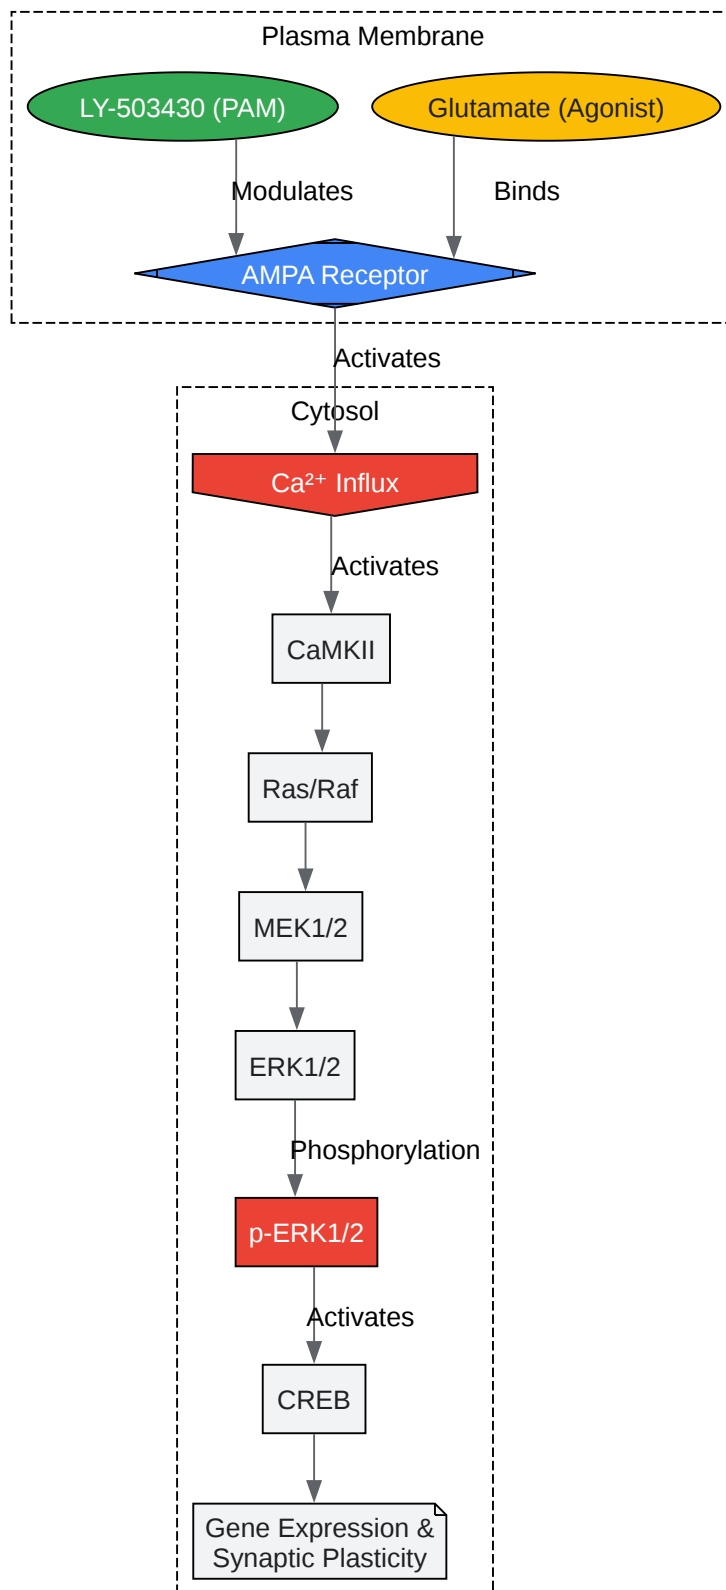 Plasma Membrane
LY-503430 (PAM)
Glutamate (Agonist)
Modulates
Binds
AMPA Receptor
Activates
Cytosol
Ca²⁺ Influx
Activates
CaMKII
Ras/Raf
MEK1/2
ERK1/2
Phosphorylation
p-ERK1/2
Activates
CREB
Gene Expression &
Synaptic Plasticity